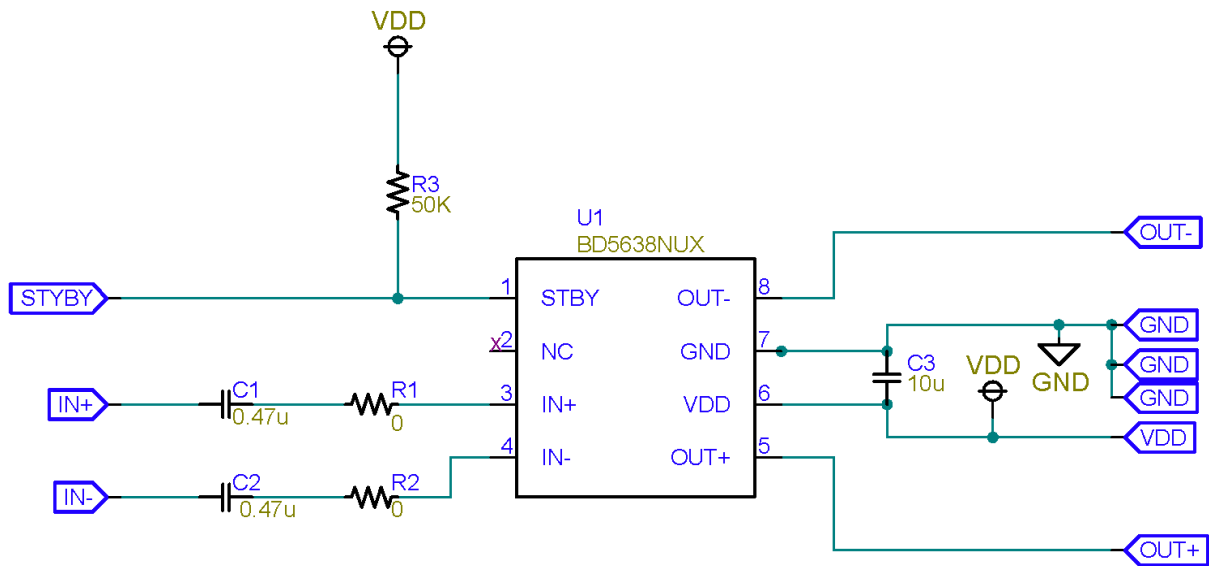 VDD
R3
50K
U1
BD5638NUX
OUT-
STYBY
1
STBY
OUT-
8
GND
x
2
NC
GND
7
C3
10u
VDD
GND
GND
GND
IN+
C1
0.47u
R1
0
3
IN+
VDD
6
VDD
4
IN-
OUT+
5
IN-
C2
0.47u
R2
0
OUT+